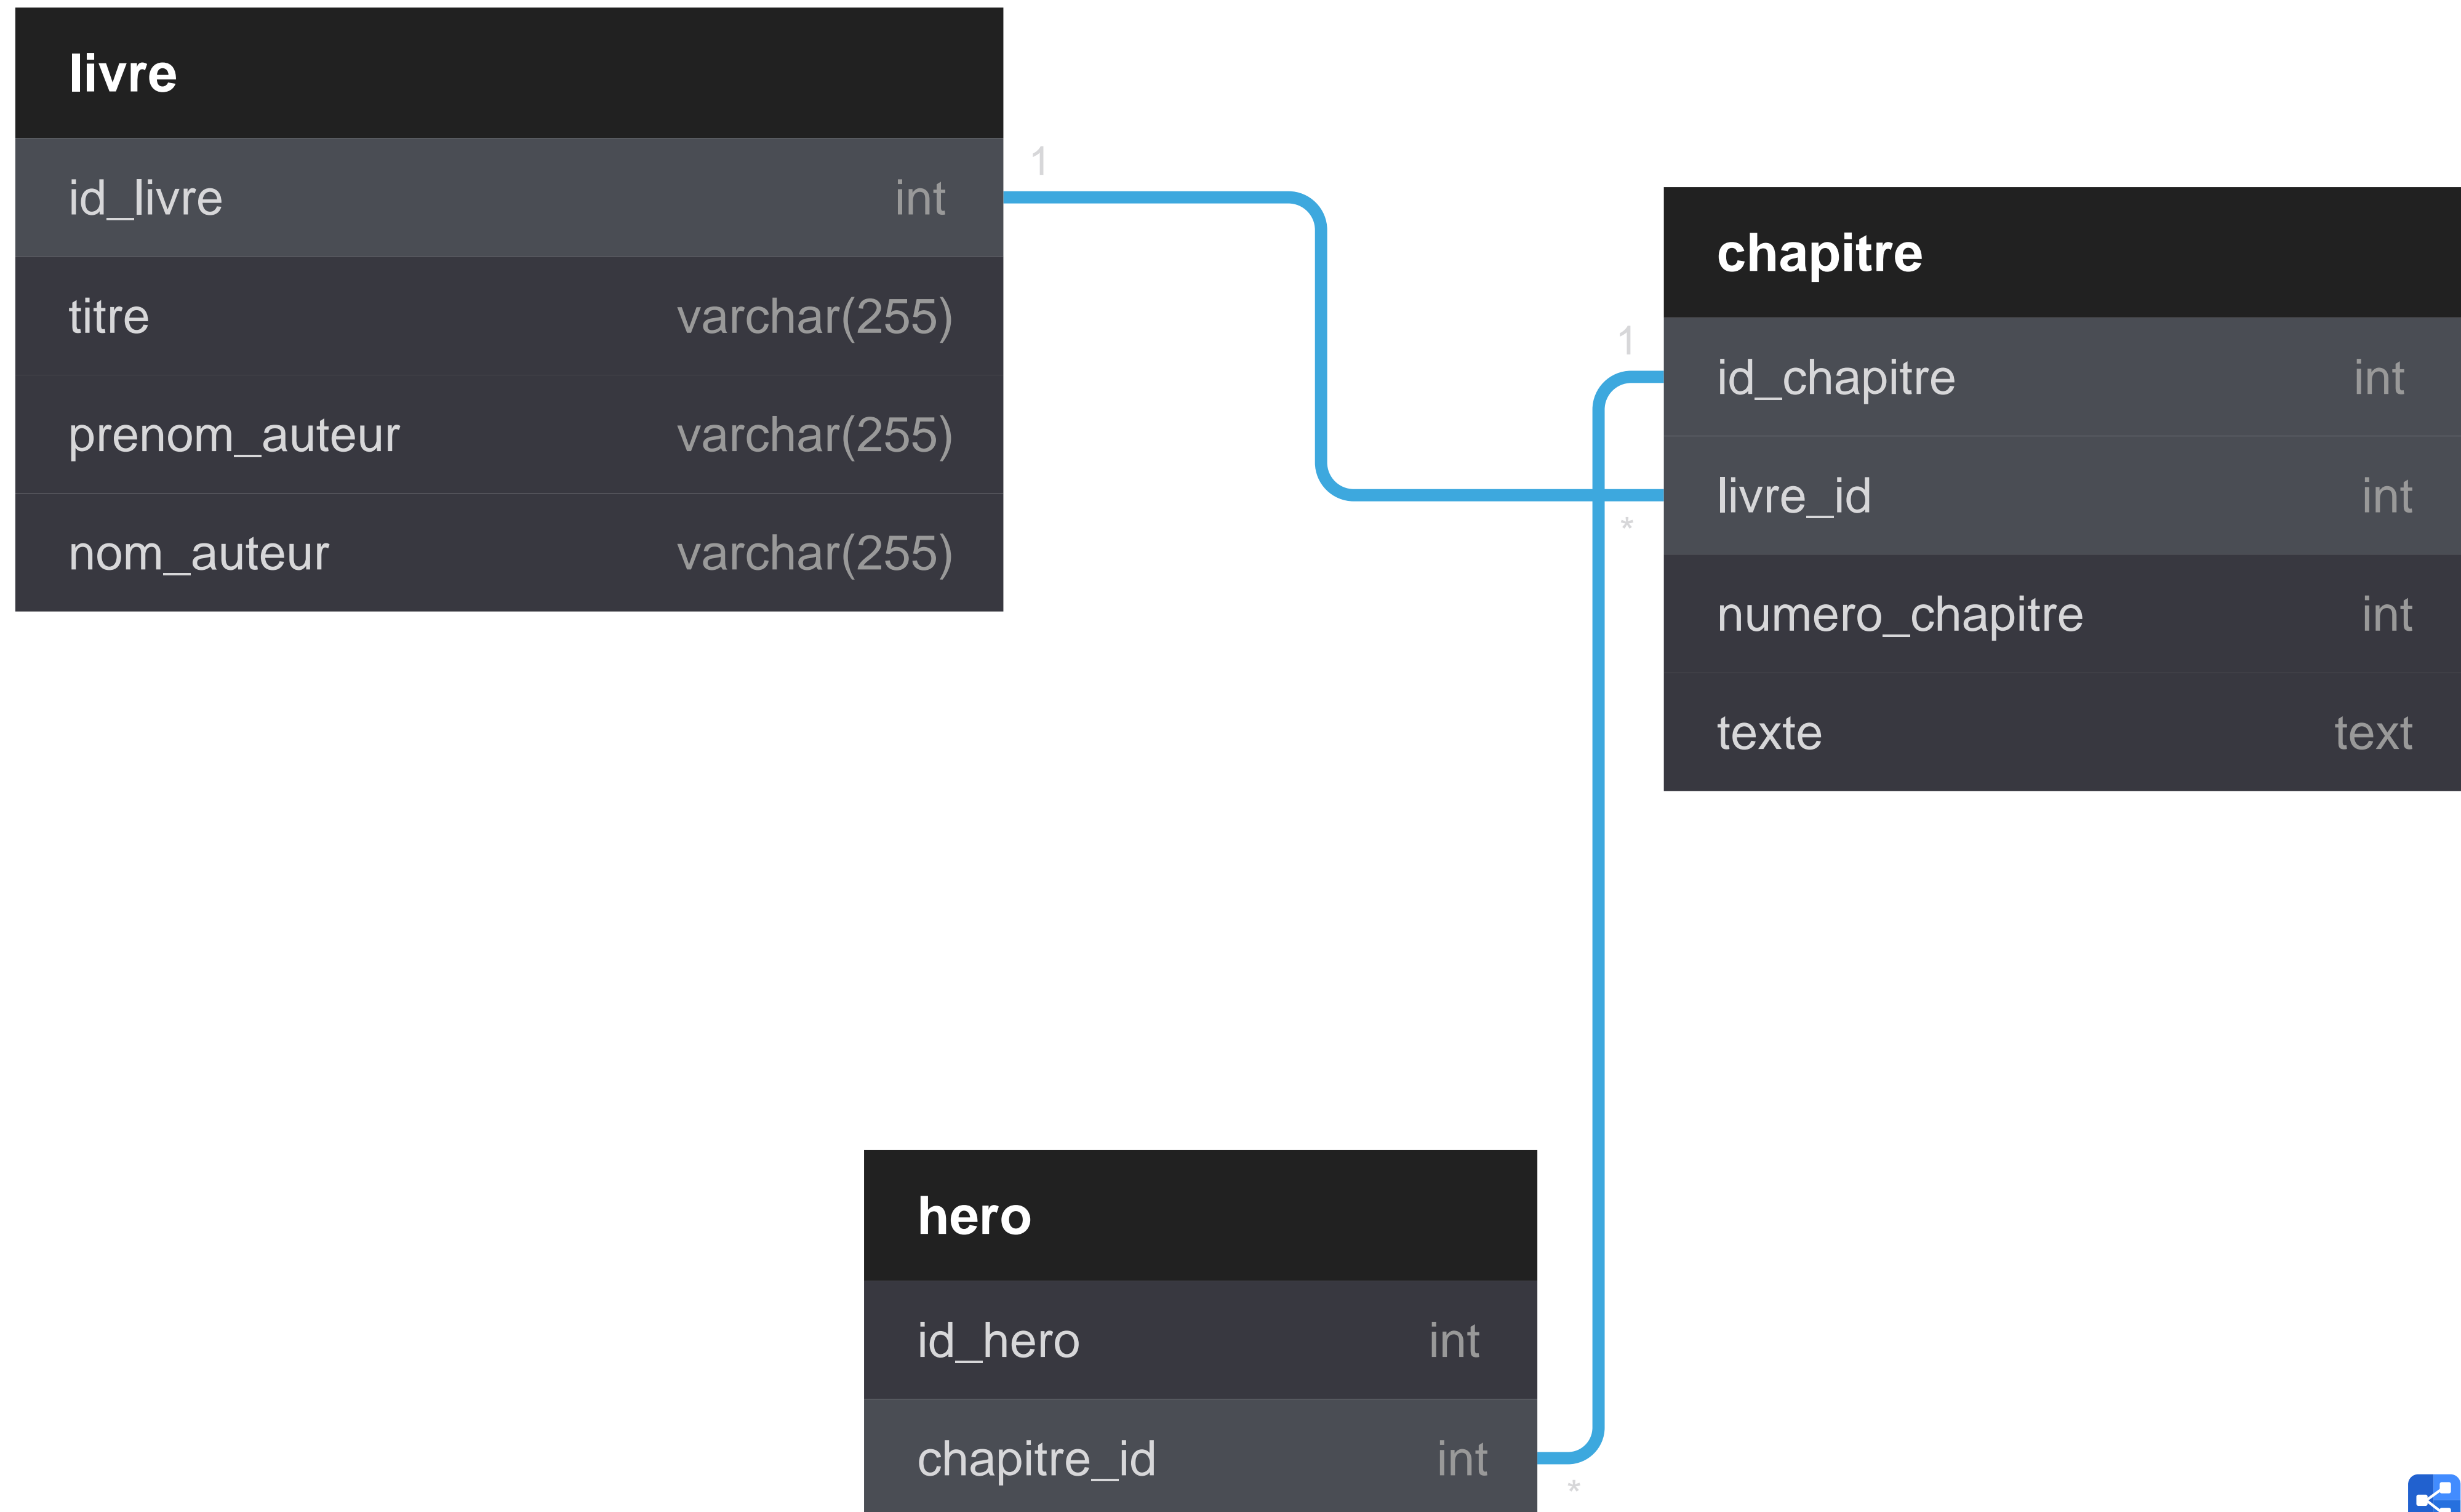 livre
id_livre int
titre varchar(255)
prenom_auteur varchar(255)
nom_auteur varchar(255)
1
*
chapitre
id_chapitre int
livre_id int
numero_chapitre int
texte text
1
*
hero
id_hero int
chapitre_id int